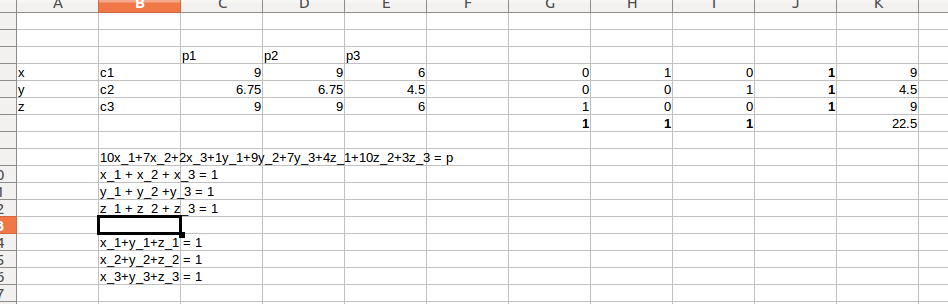 A B C D E F G H I J K
p1 p2 p3
x c1 9 9 6 0 1 0 1 9
y c2 6.75 6.75 4.5 0 0 1 1 4.5
z c3 9 9 6 1 0 0 1 9
1 1 1 22.5
10x_1+7x_2+2x_3+1y_1+9y_2+7y_3+4z_1+10z_2+3z_3 = p
0 x_1 + x_2 + x_3 = 1
1 y_1 + y_2 +y_3 = 1
2 z_1 + z_2 + z_3 = 1
3
4 x_1+y_1+z_1 = 1
5 x_2+y_2+z_2 = 1
6 x_3+y_3+z_3 = 1
7